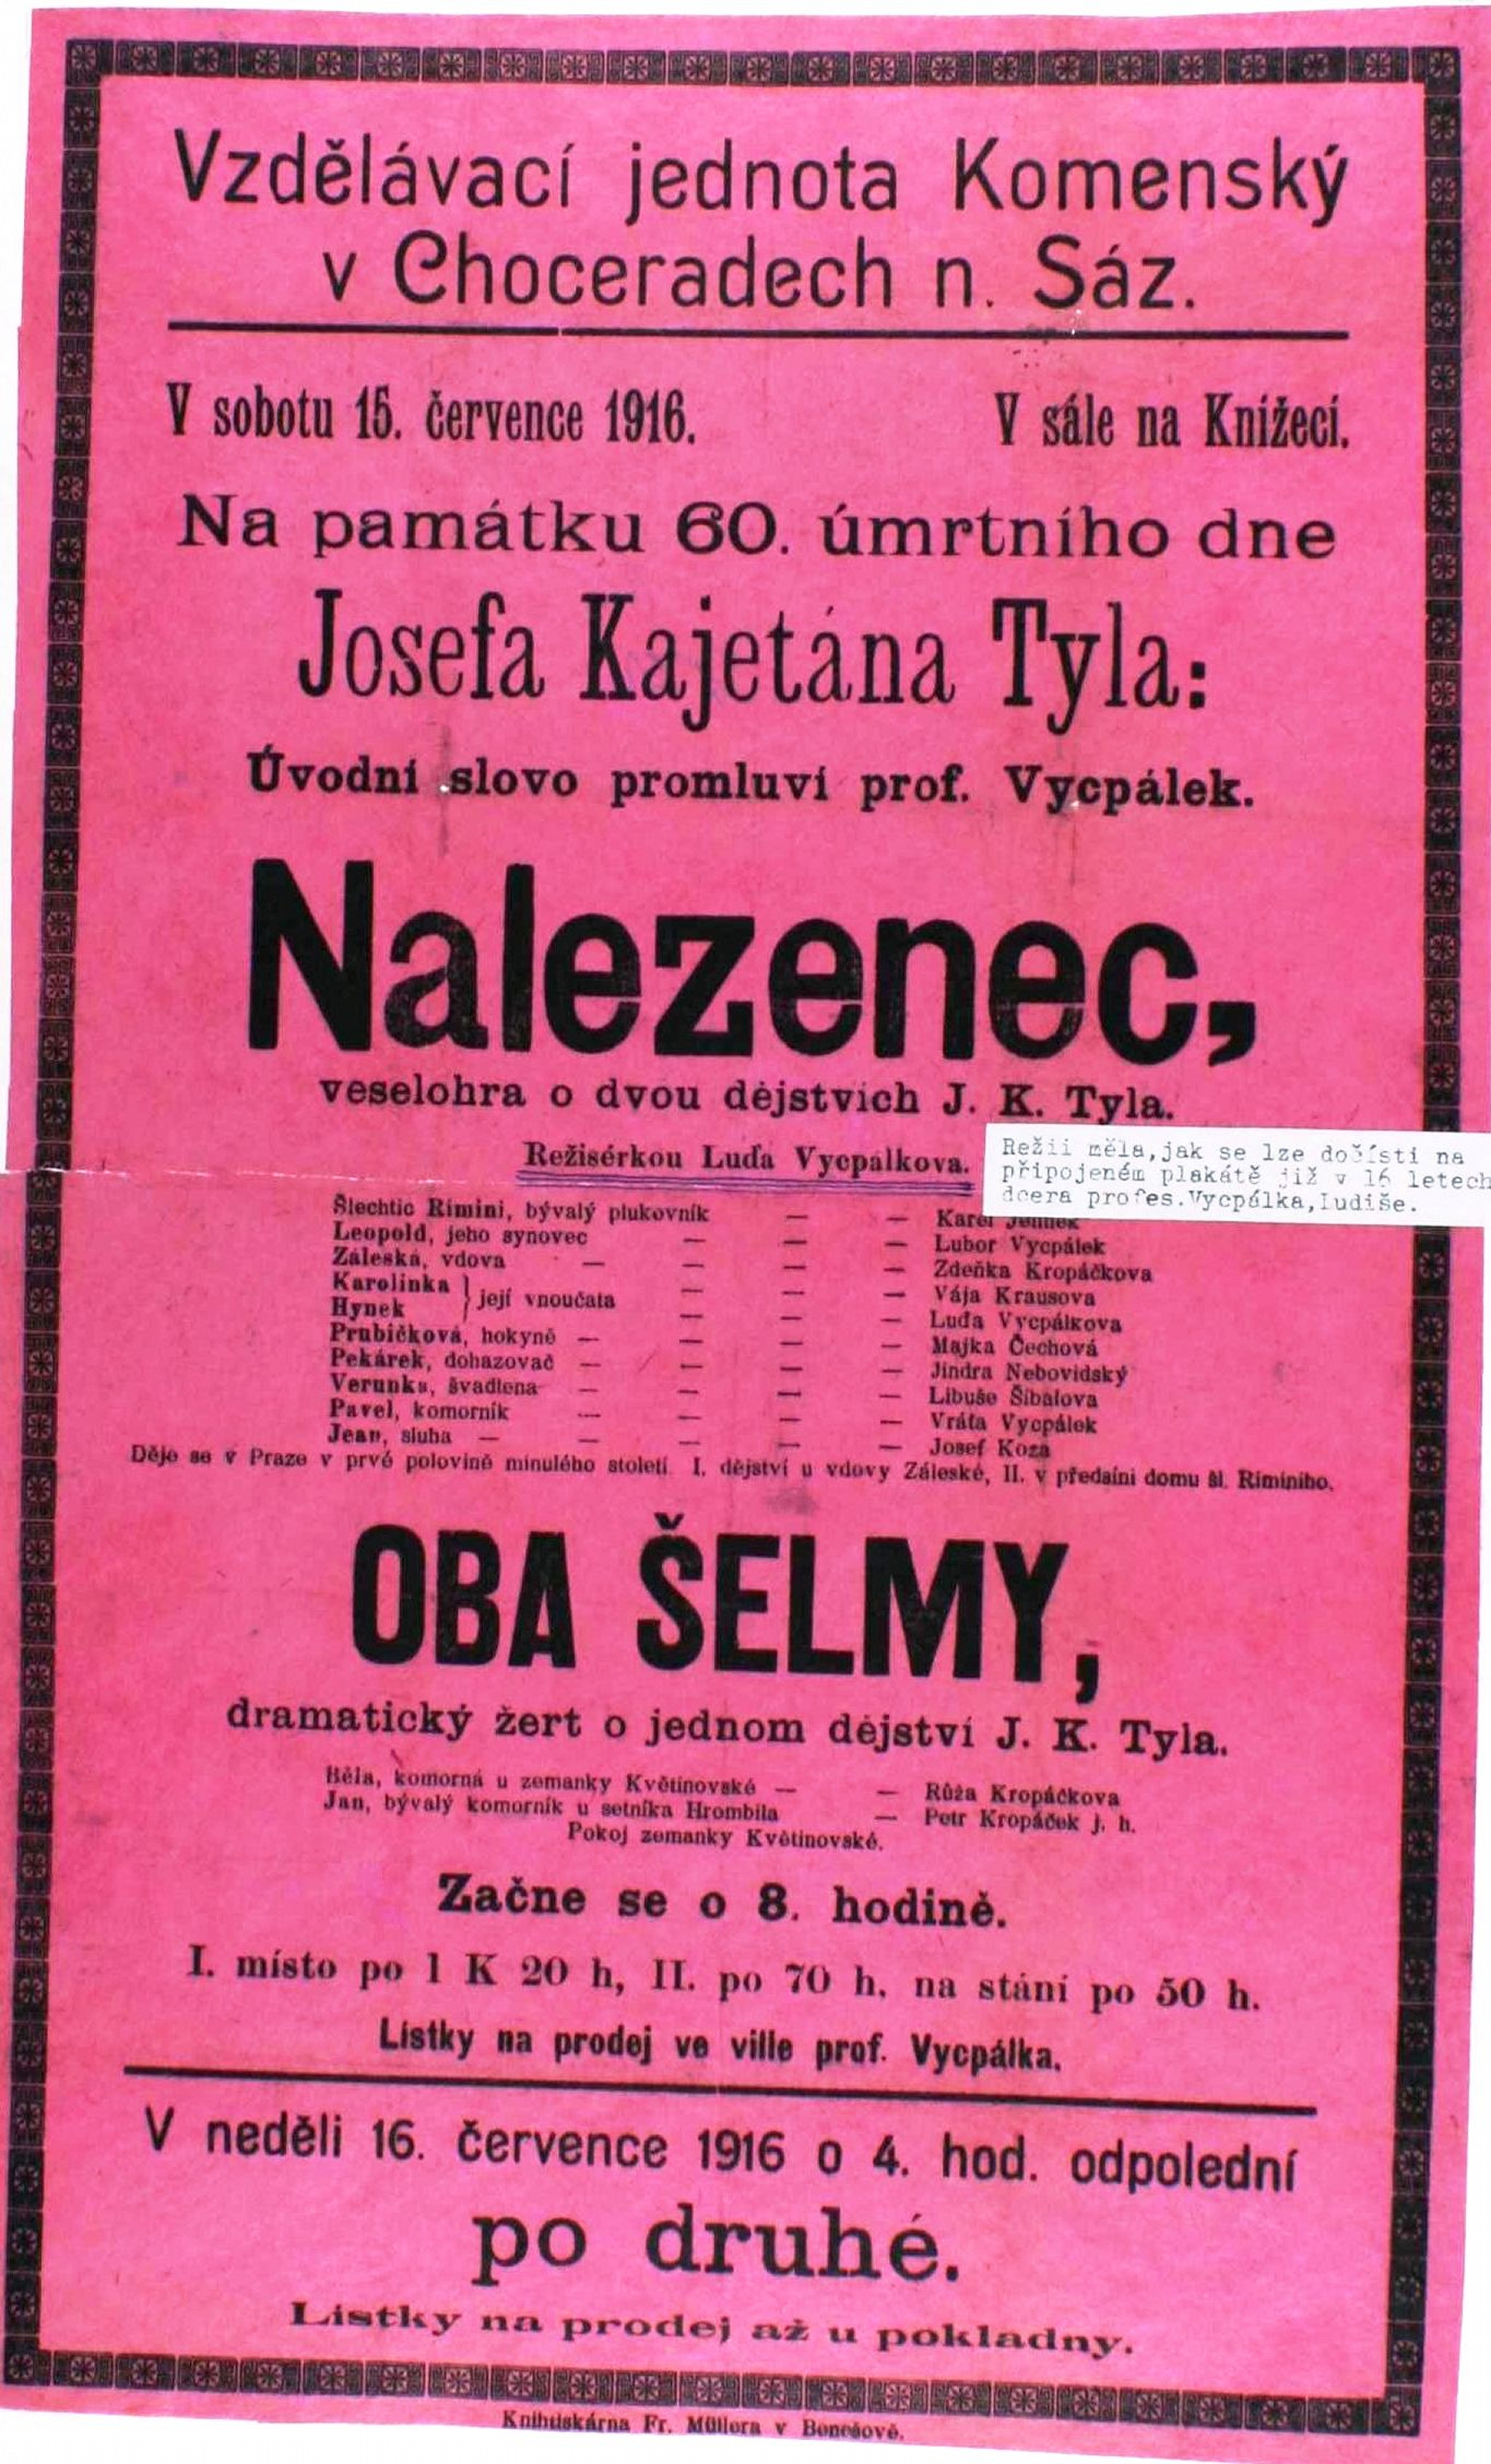 Vzdělávací jednota Komenský
v Choceradech n. Sáz.
V sobotu 15. července 1916. V sále na Knížecí.
Na památku 60. úmrtního dne
Josefa Kajetána Tyla:
Úvodní slovo promluví prof. Vycpálek.
Nalezenec,
veselohra o dvou dějstvích J. K. Tyla.
Režisérkou Luďa Vycpálkova.
Režii měla,jak se lze dočísti na
připojeném plakátě již v 16 letech
dcera profes.Vycpálka,Ludiše.
Šlechtic Rimini, bývalý plukovník — — Karel Jelínek
Leopold, jeho synovec — — — Lubor Vycpálek
Záleská, vdova — — — — Zdeňka Kropáčkova
Karolinka } její vnoučata — — — Vája Krausova
Hynek — — — Luďa Vycpálkova
Prubičková, hokyně — — — — Majka Čechová
Pekárek, dohazovač — — — — Jindra Nebovidský
Verunka, švadlena — — — — Libuše Šibalova
Pavel, komorník — — — — Vráťa Vycpálek
Jean, sluha — — — — — Josef Koza
Děje se v Praze v prvé polovině minulého století. I. dějství u vdovy Záleské, II. v předsíni domu šl. Riminiho.
OBA ŠELMY,
dramatický žert o jednom dějství J. K. Tyla.
Běla, komorná u zemanky Květinovské — — Růža Kropáčkova
Jan, bývalý komorník u setníka Hrombila — Petr Kropáček j. h.
Pokoj zemanky Květinovské.
Začne se o 8. hodině.
I. místo po 1 K 20 h, II. po 70 h, na stání po 50 h.
Lístky na prodej ve ville prof. Vycpálka.
V neděli 16. července 1916 o 4. hod. odpolední
po druhé.
Lístky na prodej až u pokladny.
Knihtiskárna Fr. Müllera v Benešově.